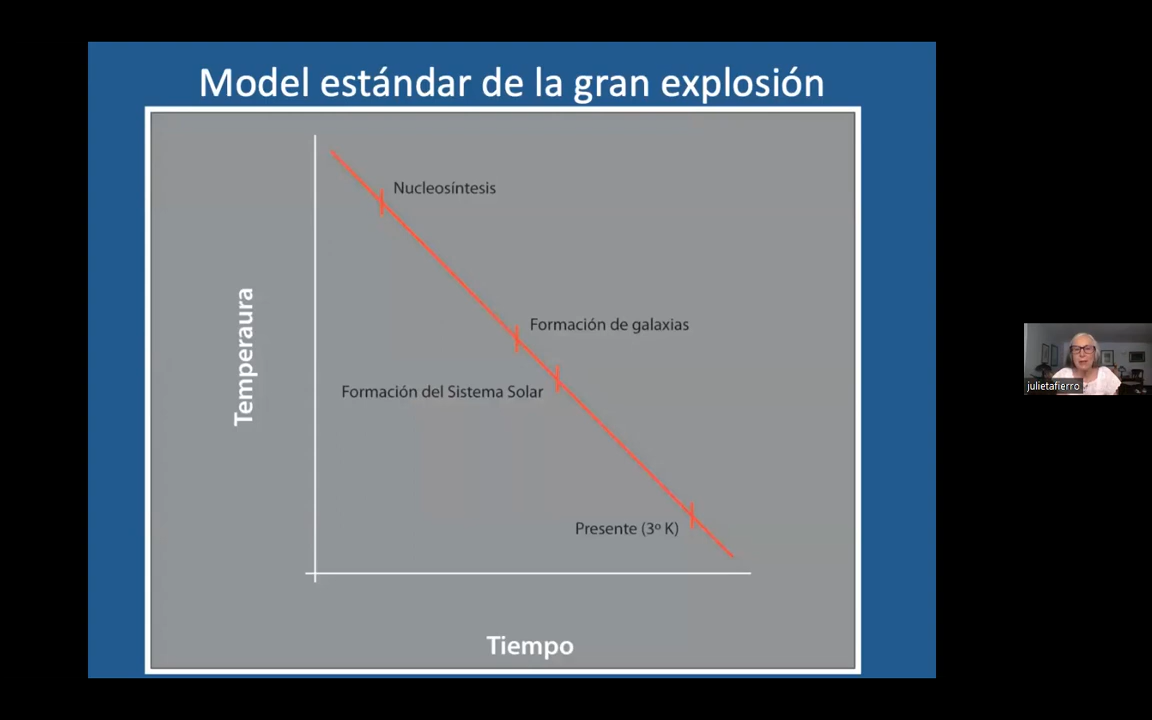 Model estándar de la gran explosión
Nucleosíntesis
Formación de galaxias
Temperaura
Formación del Sistema Solar
Presente (3º K)
Tiempo
julietafierro